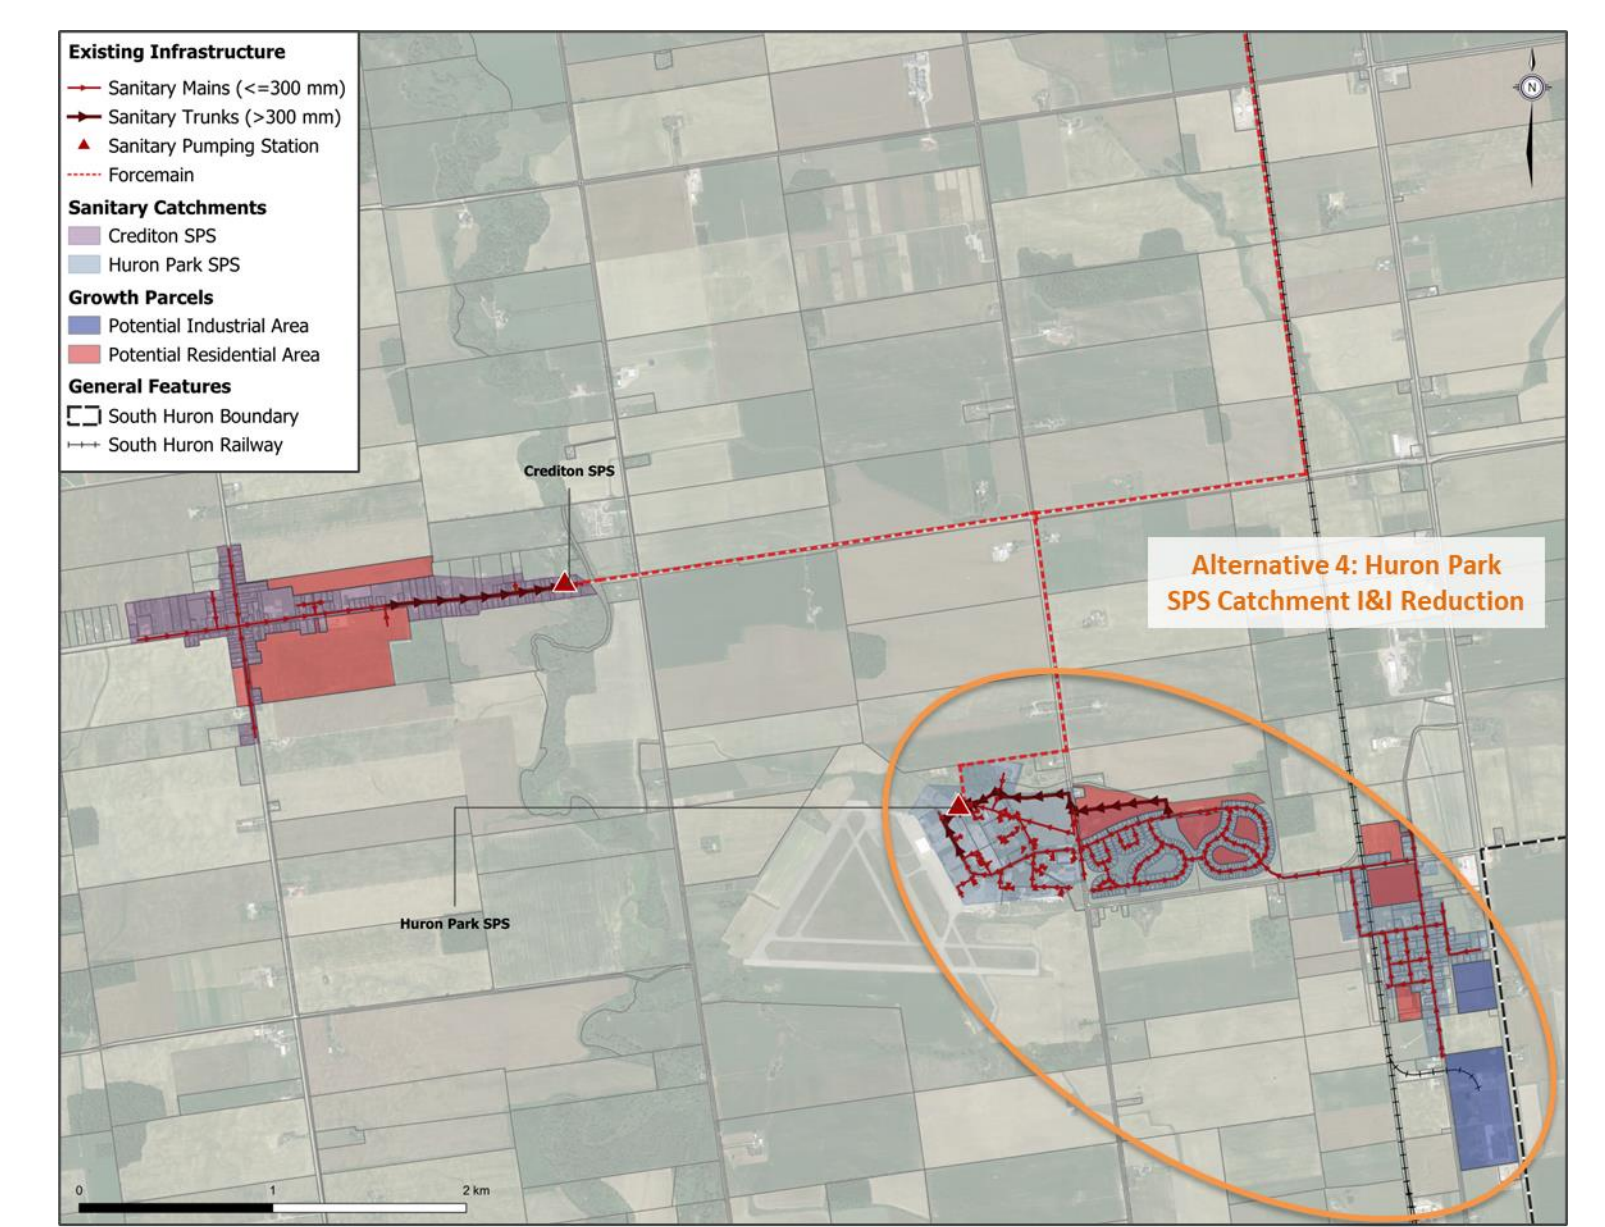 Existing Infrastructure
Sanitary Mains (<=300 mm)
Sanitary Trunks (>300 mm)
Sanitary Pumping Station
Forcemain
Sanitary Catchments
Crediton SPS
Huron Park SPS
Growth Parcels
Potential Industrial Area
Potential Residential Area
General Features
South Huron Boundary
South Huron Railway
N
Crediton SPS
Alternative 4: Huron Park
SPS Catchment I&I Reduction
Huron Park SPS
0 1 2 km